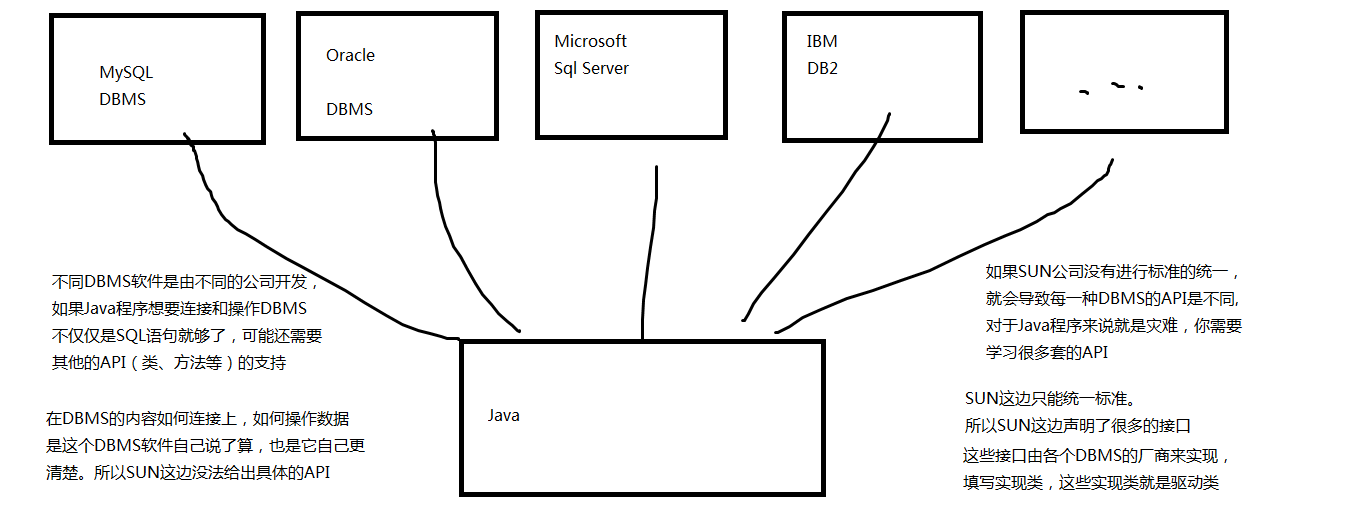 MySQL
DBMS
Oracle
DBMS
Microsoft
Sql Server
IBM
DB2
不同DBMS软件是由不同的公司开发，
如果Java程序想要连接和操作DBMS
不仅仅是SQL语句就够了，可能还需要
其他的API（类、方法等）的支持
在DBMS的内容如何连接上，如何操作数据
是这个DBMS软件自己说了算，也是它自己更
清楚。所以SUN这边没法给出具体的API
Java
如果SUN公司没有进行标准的统一，
就会导致每一种DBMS的API是不同,
对于Java程序来说就是灾难，你需要
学习很多套的API
SUN这边只能统一标准。
所以SUN这边声明了很多的接口
这些接口由各个DBMS的厂商来实现，
填写实现类，这些实现类就是驱动类